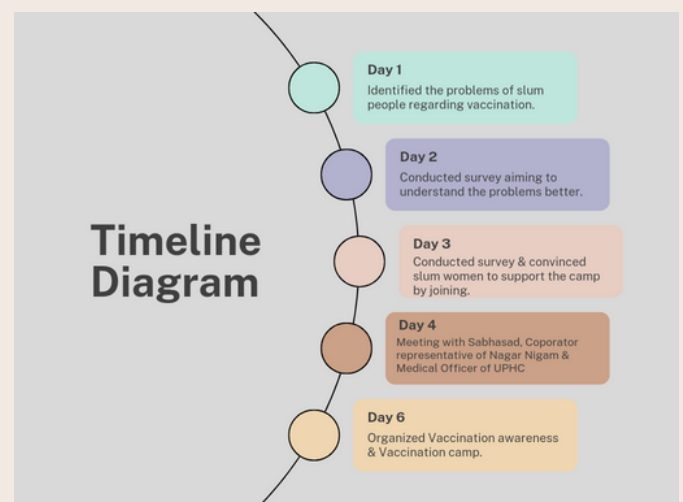 Timeline
Diagram
Day 1
Identified the problems of slum
people regarding vaccination.
Day 2
Conducted survey aiming to
understand the problems better.
Day 3
Conducted survey & convinced
slum women to support the camp
by joining.
Day 4
Meeting with Sabhasad, Coporator
representative of Nagar Nigam &
Medical Officer of UPHC
Day 6
Organized Vaccination awareness
& Vaccination camp.